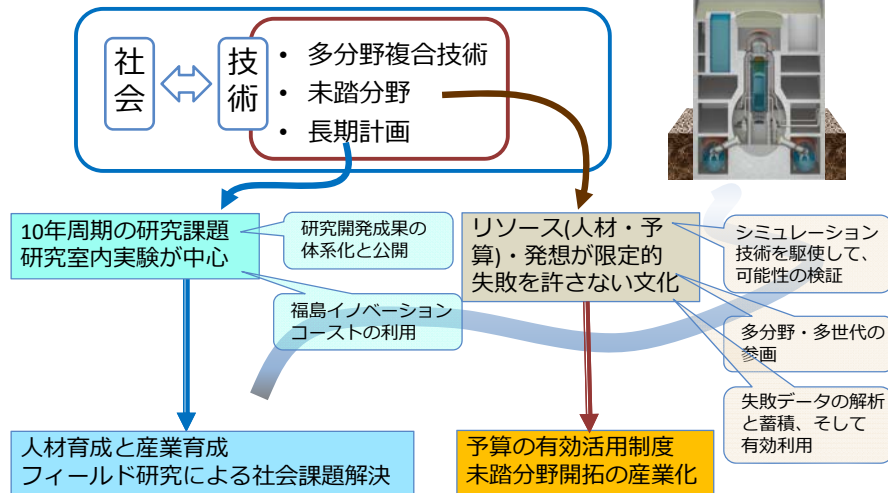 社会
技術
• 多分野複合技術
• 未踏分野
• 長期計画
10年周期の研究課題
研究室内実験が中心
研究開発成果の
体系化と公開
福島イノベーション
コーストの利用
リソース(人材・予
算)・発想が限定的
失敗を許さない文化
シミュレーション
技術を駆使して、
可能性の検証
多分野・多世代の
参画
失敗データの解析
と蓄積、そして
有効利用
人材育成と産業育成
フィールド研究による社会課題解決
予算の有効活用制度
未踏分野開拓の産業化